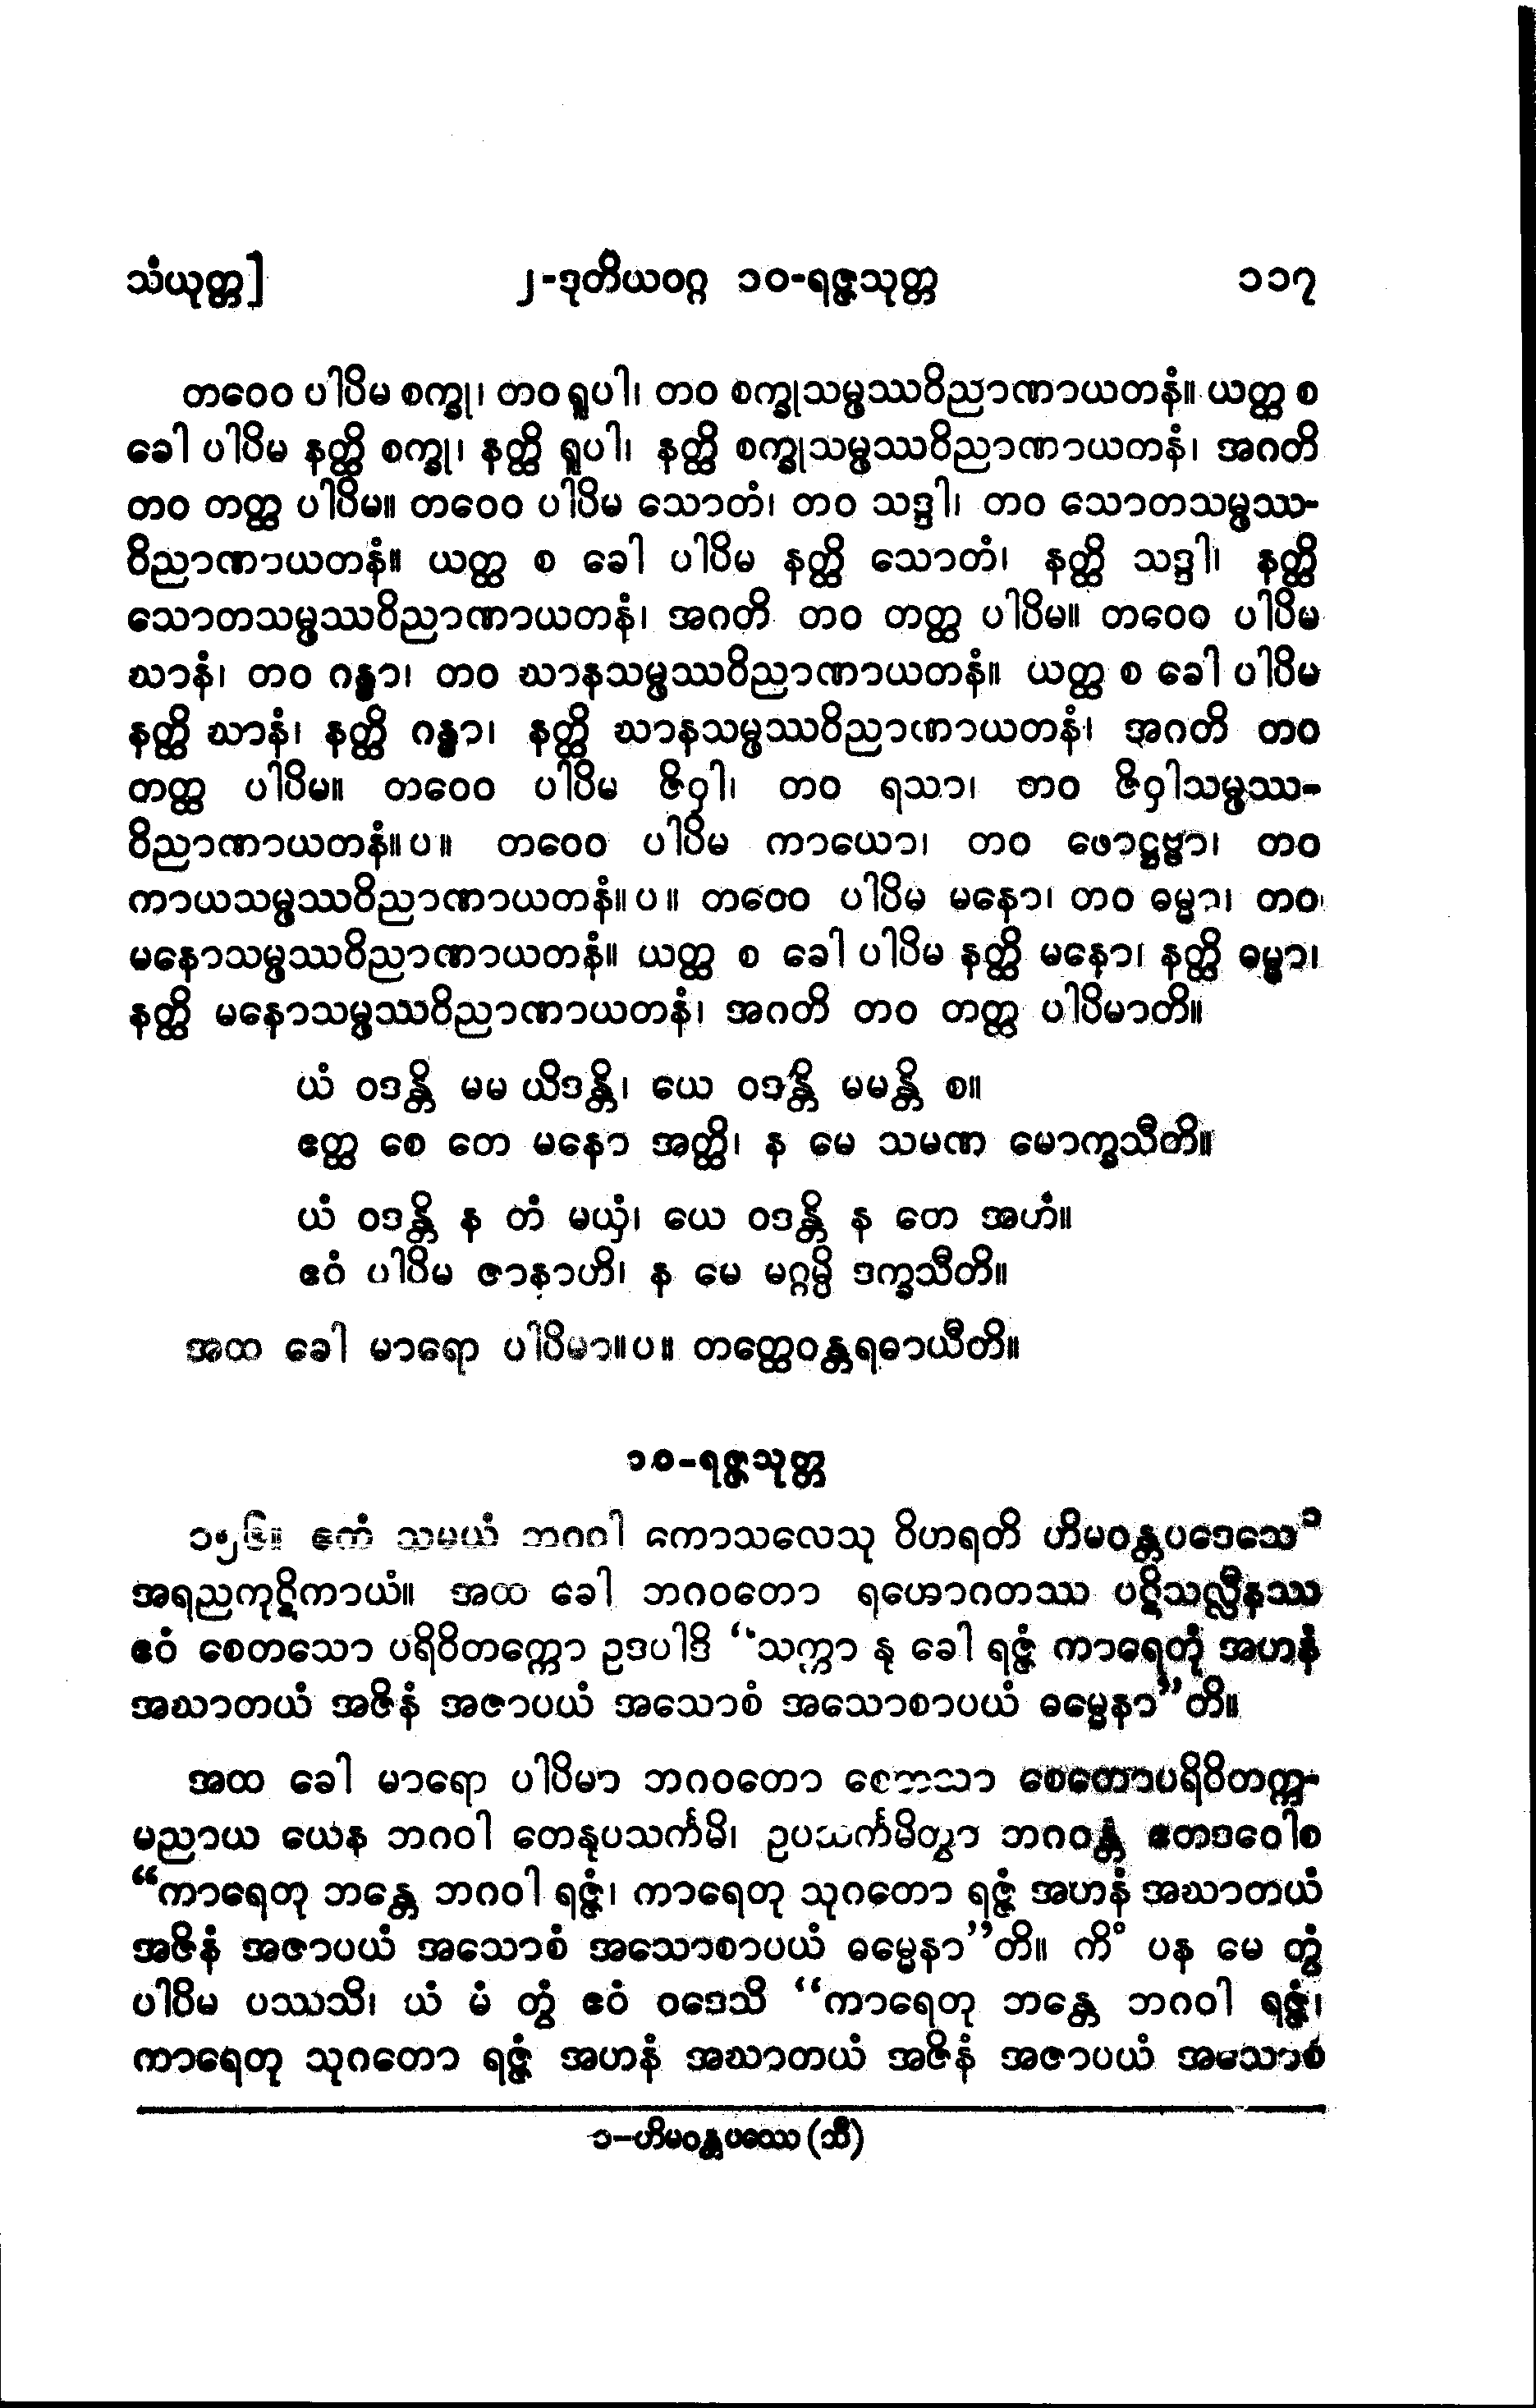 သံယုတ္တ]	၂-ဒုတိယဝဂ္ဂ ၁၀-ရဇ္ဇသုတ္တ	၁၁၇
တဝေဝ ပါပိမ စက္ခု၊ တဝ ရူပါ၊ တဝ စက္ခုသမ္ဖဿဝိညာဏာယတနံ။ ယတ္ထ စ
ခေါ ပါပိမ နတ္ထိ စက္ခု၊ နတ္ထိ ရူပါ၊ နတ္ထိ စက္ခုသမ္ဖဿဝိညာဏာယတနံ၊ အဂတိ
တဝ တတ္ထ ပါပိမ။ တဝေဝ ပါပိမ သောတံ၊ တဝ သဒ္ဒါ၊ တဝ သောတသမ္ဖဿ-
ဝိညာဏာယတနံ။ ယတ္ထ စ ခေါ ပါပိမ နတ္ထိ သောတံ၊ နတ္ထိ သဒ္ဒါ၊ နတ္ထိ
သောတသမ္ဖဿဝိညာဏာယတနံ၊ အဂတိ တဝ တတ္ထ ပါပိမ။ တဝေဝ ပါပိမ
ဃာနံ၊ တဝ ဂန္ဓာ၊ တဝ ဃာနသမ္ဖဿဝိညာဏာယတနံ။ ယတ္ထ စ ခေါ ပါပိမ
နတ္ထိ ဃာနံ၊ နတ္ထိ ဂန္ဓာ၊ နတ္ထိ ဃာနသမ္ဖဿဝိညာဏာယတနံ၊ အဂတိ တဝ
တတ္ထ ပါပိမ။ တဝေဝ ပါပိမ ဇိဝှါ၊ တဝ ရသာ၊ တဝ ဇိဝှါသမ္ဖဿ-
ဝိညာဏာယတနံ။ပ။ တဝေဝ ပါပိမ ကာယော၊ တဝ ဖောဋ္ဌဗ္ဗာ၊ တဝ
ကာယသမ္ဖဿဝိညာဏာယတနံ။ပ။ တဝေဝ ပါပိမ မနော၊ တဝ ဓမ္မာ၊ တဝ
မနောသမ္ဖဿဝိညာဏာယတနံ။ ယတ္ထ စ ခေါ ပါပိမ နတ္ထိ မနော၊ နတ္ထိ ဓမ္မာ၊
နတ္ထိ မနောသမ္ဖဿဝိညာဏာယတနံ၊ အဂတိ တဝ တတ္ထ ပါပိမာတိ။
ယံ ဝဒန္တိ မမ ယိဒန္တိ၊ ယေ ဝဒန္တိ မမန္တိ စ။
ဧတ္ထ စေ တေ မနော အတ္ထိ၊ န မေ သမဏ မောက္ခသီတိ။
ယံ ဝဒန္တိ န တံ မယှံ၊ ယေ ဝဒန္တိ န တေ အဟံ။
ဧဝံ ပါပိမ ဇာနာဟိ၊ န မေ မဂ္ဂမ္ပိ ဒက္ခသီတိ။
အထ ခေါ မာရော ပါပိမာ။ပ။ တတ္ထေဝန္တရဓာယီတိ။
၁၀-ရဇ္ဇသုတ္တ
၁၅၆။ ဧကံ သမယံ ဘဂဝါ ကောသလေသု ဝိဟရတိ ဟိမဝန္တပဒေသေ ၁
အရညကုဋိကာယံ။ အထ ခေါ ဘဂဝတော ရဟောဂတဿ ပဋိသလ္လီနဿ
ဧဝံ စေတသော ပရိဝိတက္ကော ဥဒပါဒိ “သက္ကာ နု ခေါ ရဇ္ဇံ ကာရေတုံ အဟနံ
အဃာတယံ အဇိနံ အဇာပယံ အသောစံ အသောစာပယံ ဓမ္မေနာ”တိ။
အထ ခေါ မာရော ပါပိမာ ဘဂဝတော စေတသာ စေတောပရိဝိတက္က-
မညာယ ယေန ဘဂဝါ တေနုပသင်္ကမိ၊ ဥပသင်္ကမိတွာ ဘဂဝန္တံ ဧတဒဝေါစ
“ကာရေတု ဘန္တေ ဘဂဝါ ရဇ္ဇံ၊ ကာရေတု သုဂတော ရဇ္ဇံ အဟနံ အဃာတယံ
အဇိနံ အဇာပယံ အသောစံ အသောစာပယံ ဓမ္မေနာ”တိ။ ကိံ ပန မေ တွံ
ပါပိမ ပဿသိ၊ ယံ မံ တွံ ဧဝံ ဝဒေသိ “ကာရေတု ဘန္တေ ဘဂဝါ ရဇ္ဇံ၊
ကာရေတု သုဂတော ရဇ္ဇံ အဟနံ အဃာတယံ အဇိနံ အဇာပယံ အသောစံ
၁–ဟိမဝန္တပဿေ (သီ)